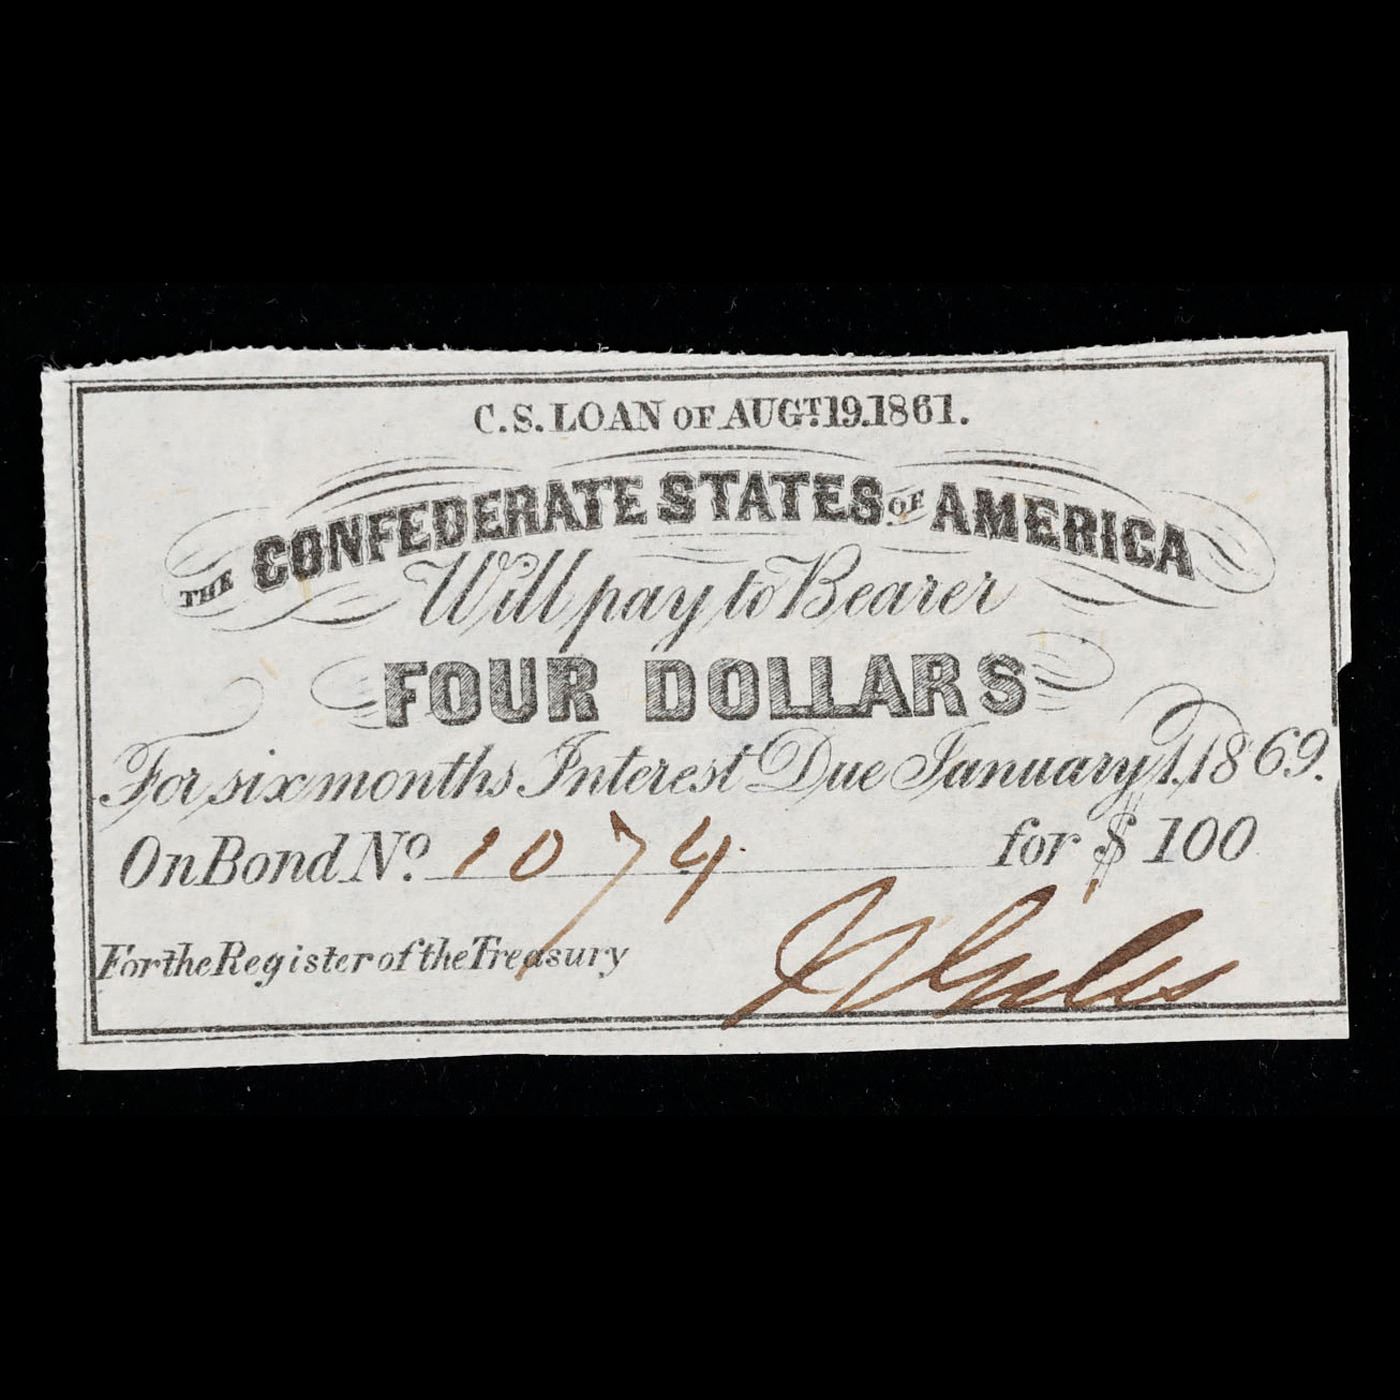 C.S. LOAN OF AUGT. 19. 1861.
THE CONFEDERATE STATES OF AMERICA
Will pay to Bearer
FOUR DOLLARS
For six months Interest Due January 1. 1869.
On Bond No. 1074 for $ 100
For the Register of the Treasury